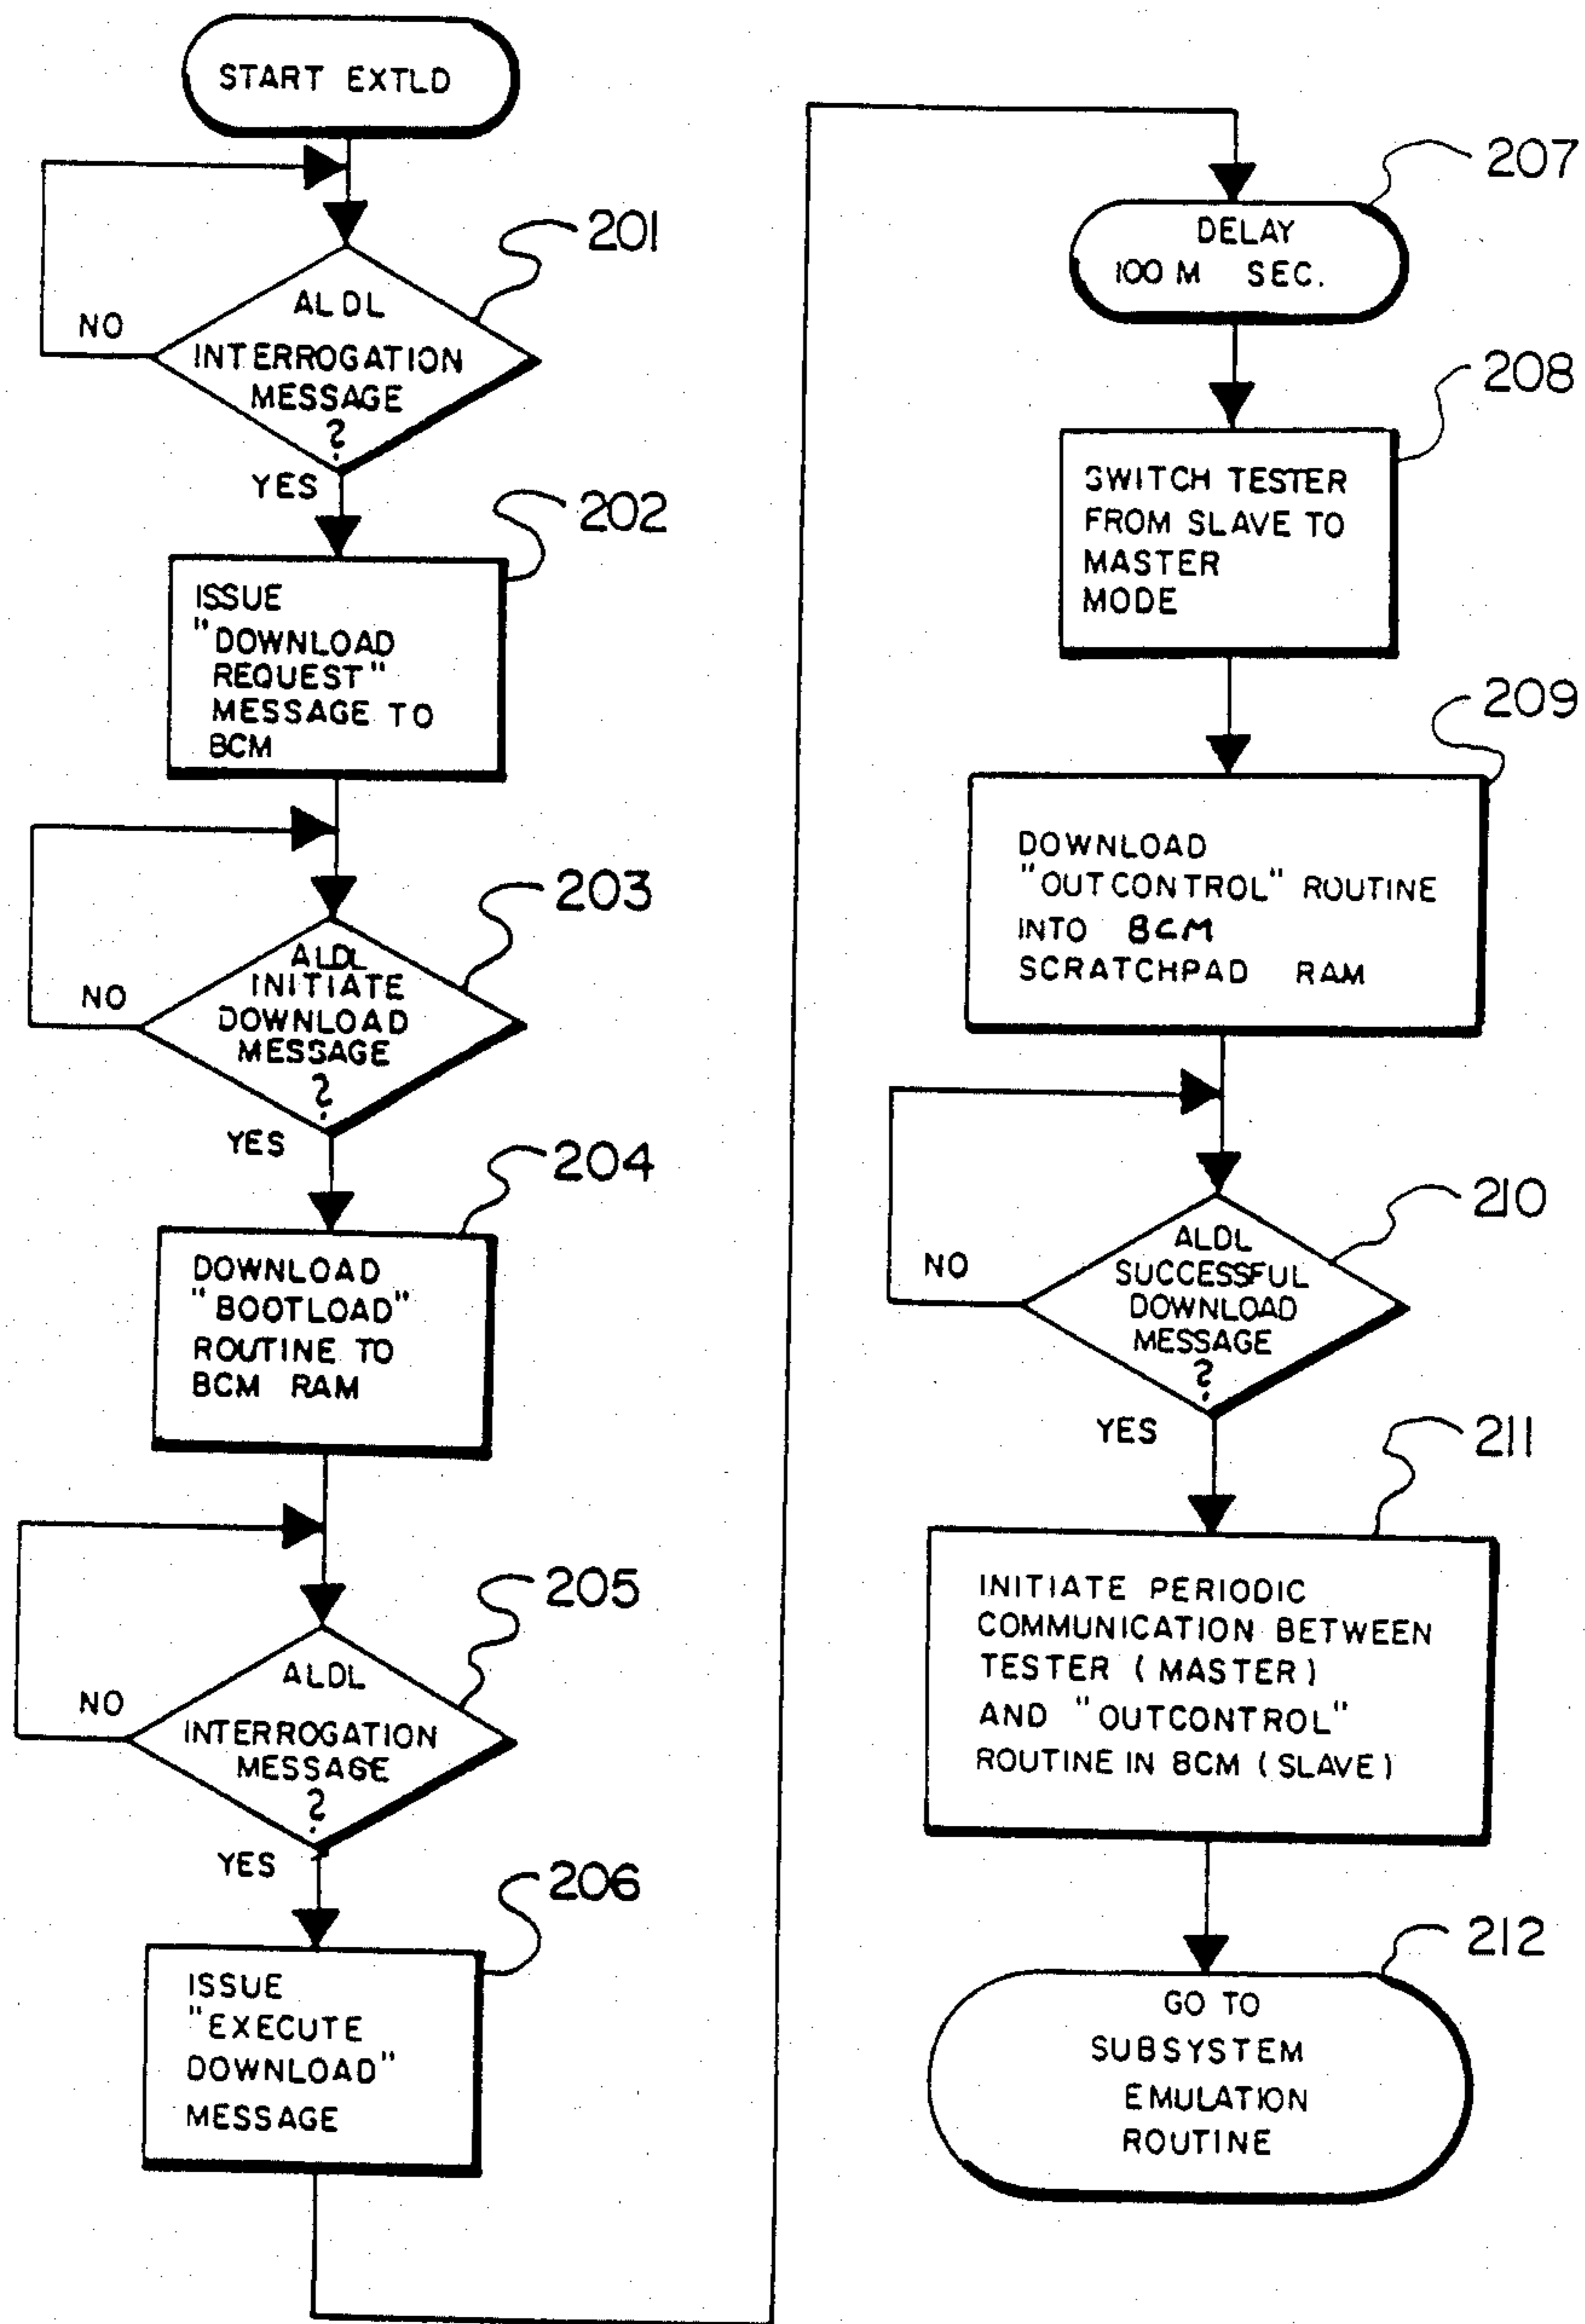 START EXTLD
201
ALDL
INTERROGATION
MESSAGE
?
NO
YES
202
ISSUE
"DOWNLOAD
REQUEST"
MESSAGE TO
BCM
203
ALDL
INITIATE
DOWNLOAD
MESSAGE
?
NO
YES
204
DOWNLOAD
"BOOTLOAD"
ROUTINE TO
BCM RAM
205
ALDL
INTERROGATION
MESSAGE
?
NO
YES
206
ISSUE
"EXECUTE
DOWNLOAD"
MESSAGE
207
DELAY
100 M SEC.
208
SWITCH TESTER
FROM SLAVE TO
MASTER
MODE
209
DOWNLOAD
"OUTCONTROL" ROUTINE
INTO BCM
SCRATCHPAD RAM
210
ALDL
SUCCESSFUL
DOWNLOAD
MESSAGE
?
NO
YES
211
INITIATE PERIODIC
COMMUNICATION BETWEEN
TESTER (MASTER)
AND "OUTCONTROL"
ROUTINE IN BCM (SLAVE)
212
GO TO
SUBSYSTEM
EMULATION
ROUTINE